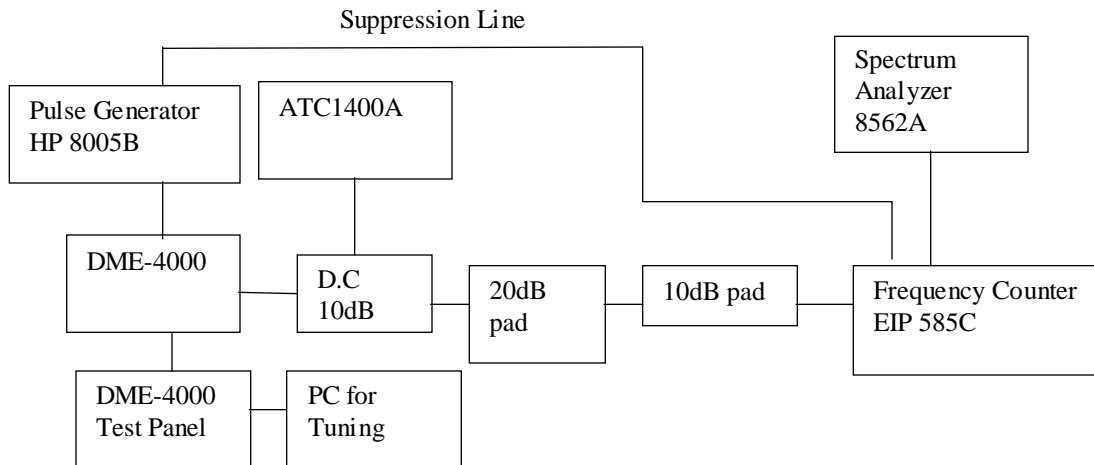 Suppression Line
Pulse Generator
HP 8005B
ATC1400A
Spectrum
Analyzer
8562A
DME-4000
D.C
10dB
20dB
pad
10dB pad
Frequency Counter
EIP 585C
DME-4000
Test Panel
PC for
Tuning